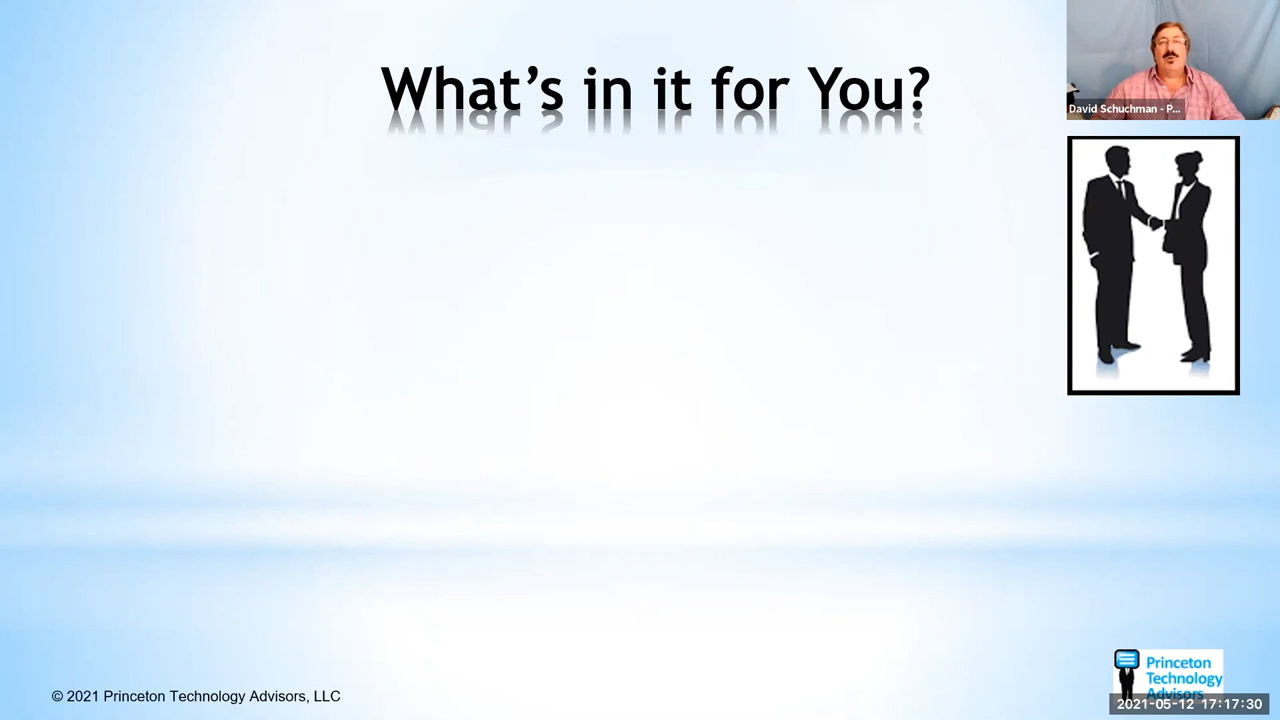 What's in it for You?
David Schuchman - P...
Princeton
Technology
Advisors
© 2021 Princeton Technology Advisors, LLC
2021-05-12 17:17:30